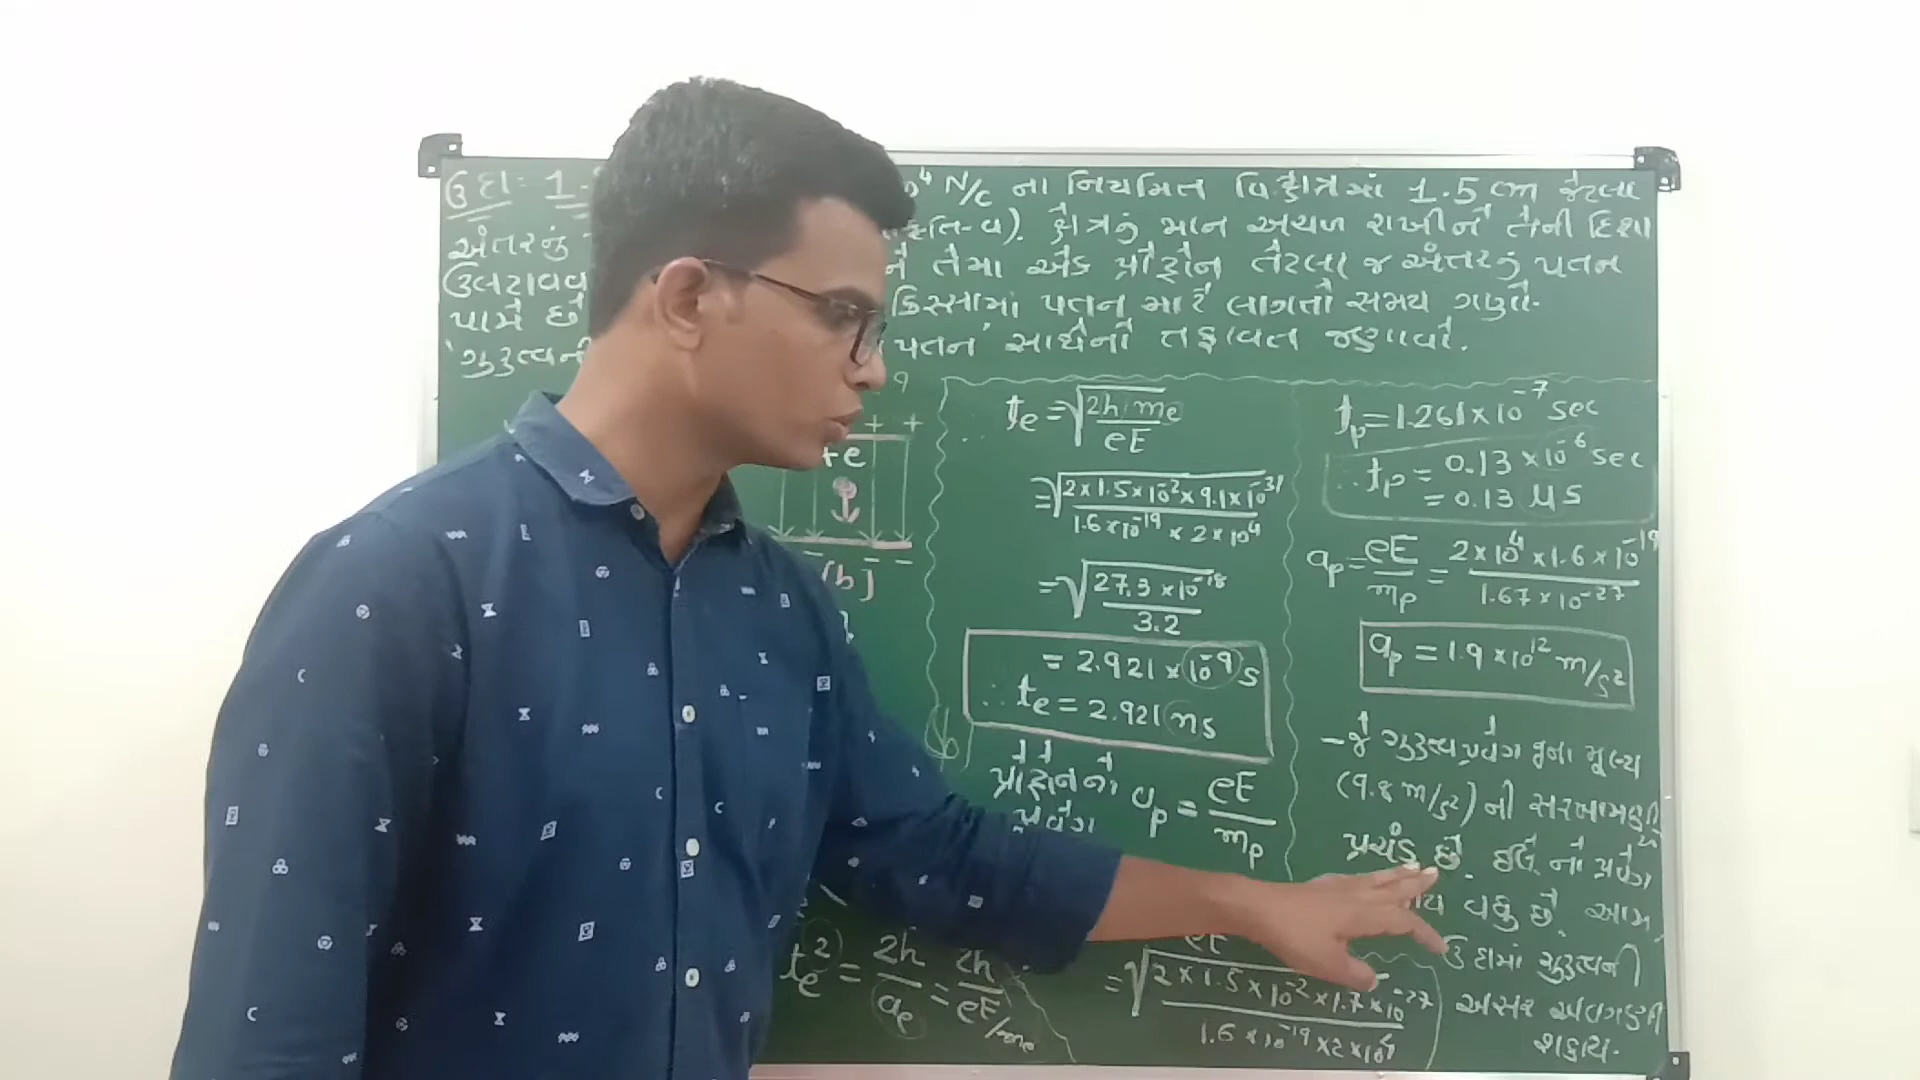 ઉદા: 1. 0⁴ N/C ના નિયમિત વિ.ક્ષેત્રમાં 1.5 cm જેટલા
અંતરનું કૃતિ-a). ક્ષેત્રનું માન અચળ રાખીને તેની દિશા
ઉલટાવવ ને તેમા એક પ્રોટોન તેટલા જ અંતરનું પતન
પામે છે કિસ્સામાં પતન માટે લાગતો સમય ગણો.
'ગુરુત્વની પતન' સાથેનો તફાવત જણાવો.
+ +
+e
- - -
(b)
tₑ = √(2h mₑ / eE)
= √(2 × 1.5 × 10⁻² × 9.1 × 10⁻³¹ / 1.6 × 10⁻¹⁹ × 2 × 10⁴)
= √(27.3 × 10⁻¹⁸ / 3.2)
= 2.921 × 10⁻⁹ s
∴ tₑ = 2.921 ns
પ્રોટોનનો પ્રવેગ aₚ = eE / mₚ
tₑ² = 2h / aₑ = 2h / eE/mₑ
eE
= √(2 × 1.5 × 10⁻² × 1.7 × 10⁻²⁷ / 1.6 × 10⁻¹⁹ × 2 × 10⁴)
tₚ = 1.261 × 10⁻⁷ sec
∴ tₚ = 0.13 × 10⁻⁶ sec
= 0.13 μs
aₚ = eE / mₚ = 2 × 10⁴ × 1.6 × 10⁻¹⁹ / 1.67 × 10⁻²⁷
aₚ = 1.9 × 10¹² m/s²
- જે ગુરુત્વપ્રવેગ gના મૂલ્ય
(9.8 m/s²) ની સરખામણીએ
પ્રચંડ છે. ઇલે. નો પ્રવેગ
વધુ છે. આમ,
ઉદામાં ગુરુત્વની
અસર અવગણી
શકાય.